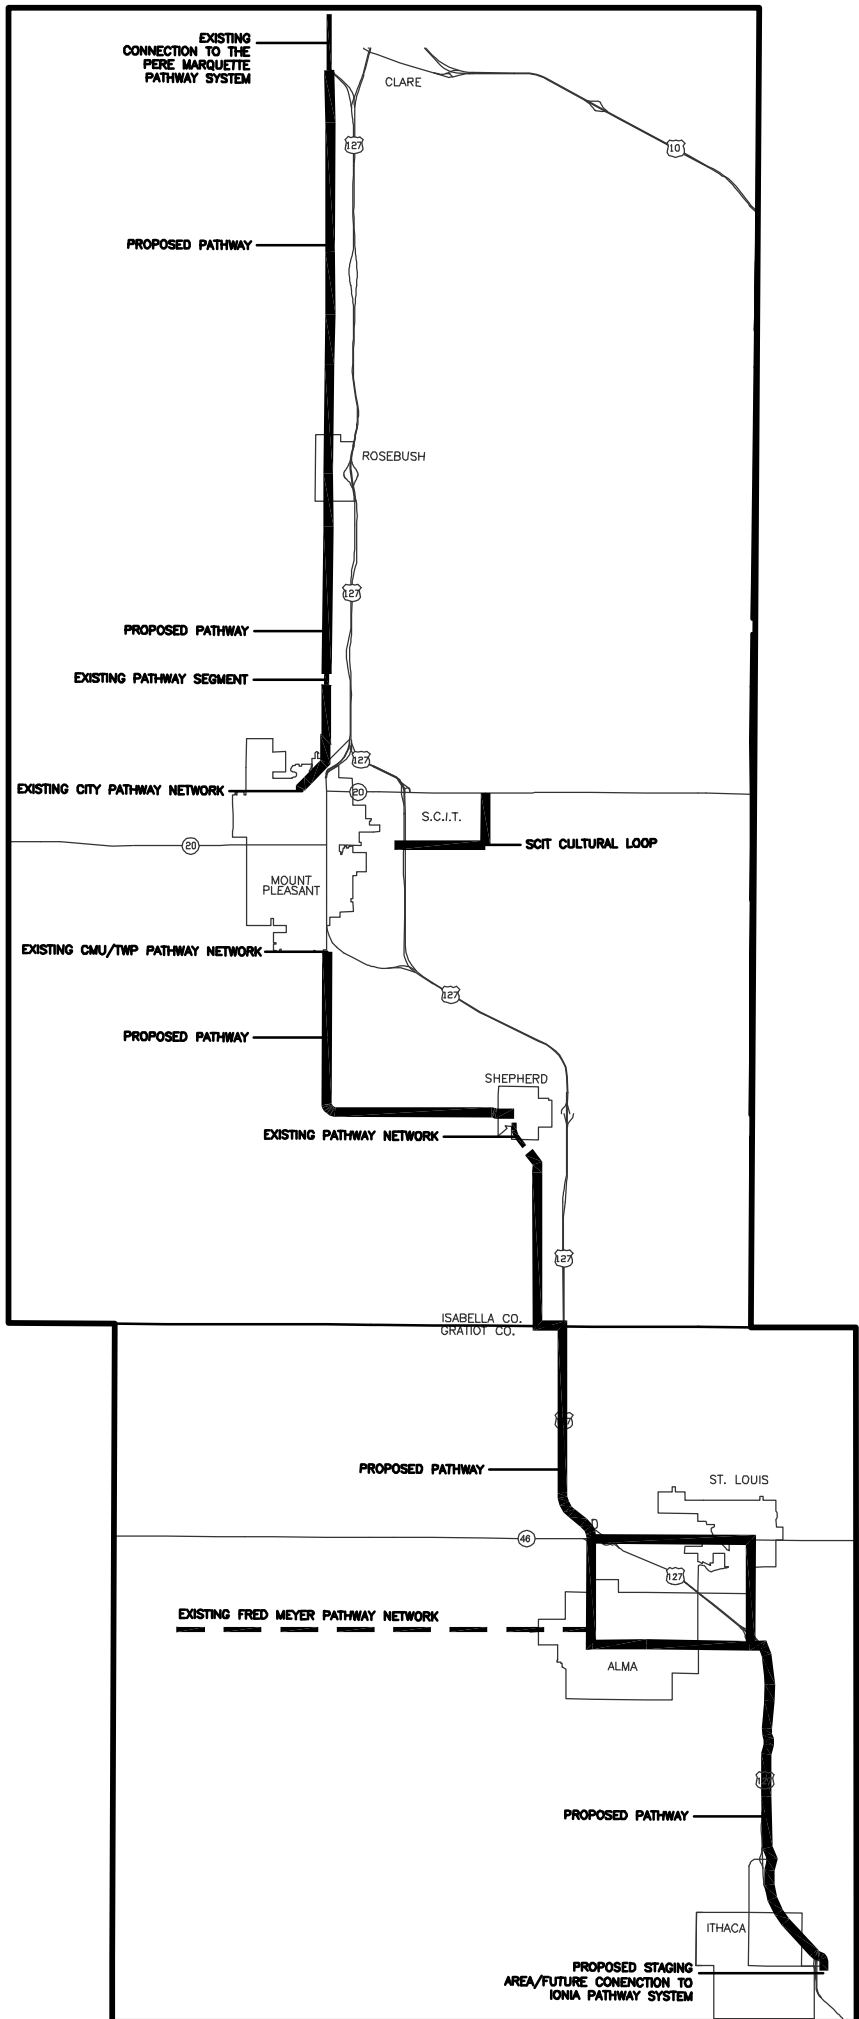 EXISTING
CONNECTION TO THE
PERE MARQUETTE
PATHWAY SYSTEM
CLARE
127
10
PROPOSED PATHWAY
ROSEBUSH
127
PROPOSED PATHWAY
EXISTING PATHWAY SEGMENT
127
EXISTING CITY PATHWAY NETWORK
20
S.C.I.T.
SCIT CULTURAL LOOP
20
MOUNT
PLEASANT
EXISTING CMU/TWP PATHWAY NETWORK
127
PROPOSED PATHWAY
SHEPHERD
EXISTING PATHWAY NETWORK
127
ISABELLA CO.
GRATIOT CO.
PROPOSED PATHWAY
ST. LOUIS
46
127
EXISTING FRED MEYER PATHWAY NETWORK
ALMA
PROPOSED PATHWAY
ITHACA
PROPOSED STAGING
AREA/FUTURE CONENCTION TO
IONIA PATHWAY SYSTEM